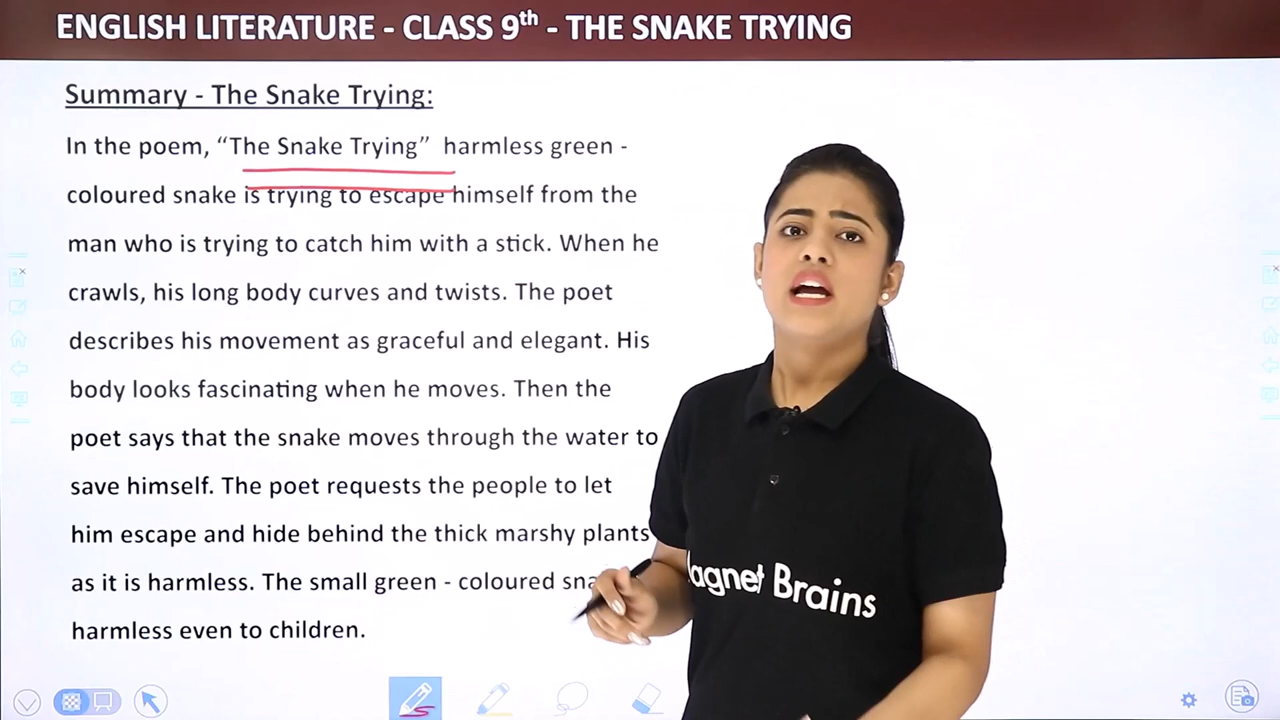 ENGLISH LITERATURE - CLASS 9th - THE SNAKE TRYING
Summary - The Snake Trying:
In the poem, “The Snake Trying” harmless green -
coloured snake is trying to escape himself from the
man who is trying to catch him with a stick. When he
crawls, his long body curves and twists. The poet
describes his movement as graceful and elegant. His
body looks fascinating when he moves. Then the
poet says that the snake moves through the water to
save himself. The poet requests the people to let
him escape and hide behind the thick marshy plants
as it is harmless. The small green - coloured
harmless even to children.
agnet Brains